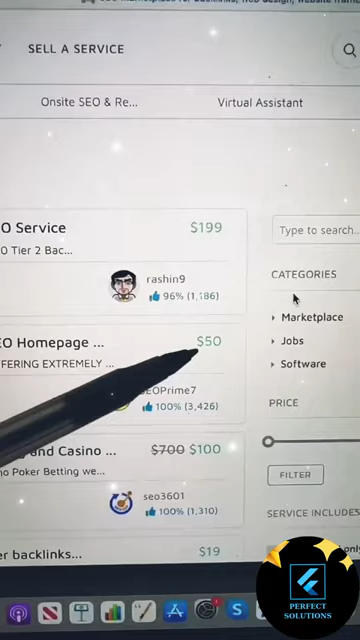 SELL A SERVICE
Onsite SEO & Re...
Virtual Assistant
O Service
$199
O Tier 2 Bac...
rashin9
96% (1,186)
Type to search..
CATEGORIES
Marketplace
Jobs
Software
EO Homepage ...
$50
FERING EXTREMELY ...
EOPrime7
100% (3,426)
PRICE
and Casino ...
$700 $100
no Poker Betting we...
seo3601
100% (1,310)
FILTER
SERVICE INCLUDES
er backlinks...
$19
PERFECT
SOLUTIONS